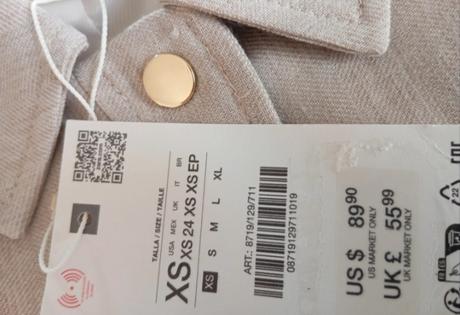 TALLA / SIZE / TAILLE
XS XS 24 XS XS EP
USA MEX UK IT BR
XS S M L XL
ART.: 8719/129/711
08719129711019
US $ 89.90
US MARKET ONLY
UK £ 55.99
UK MARKET ONLY
22